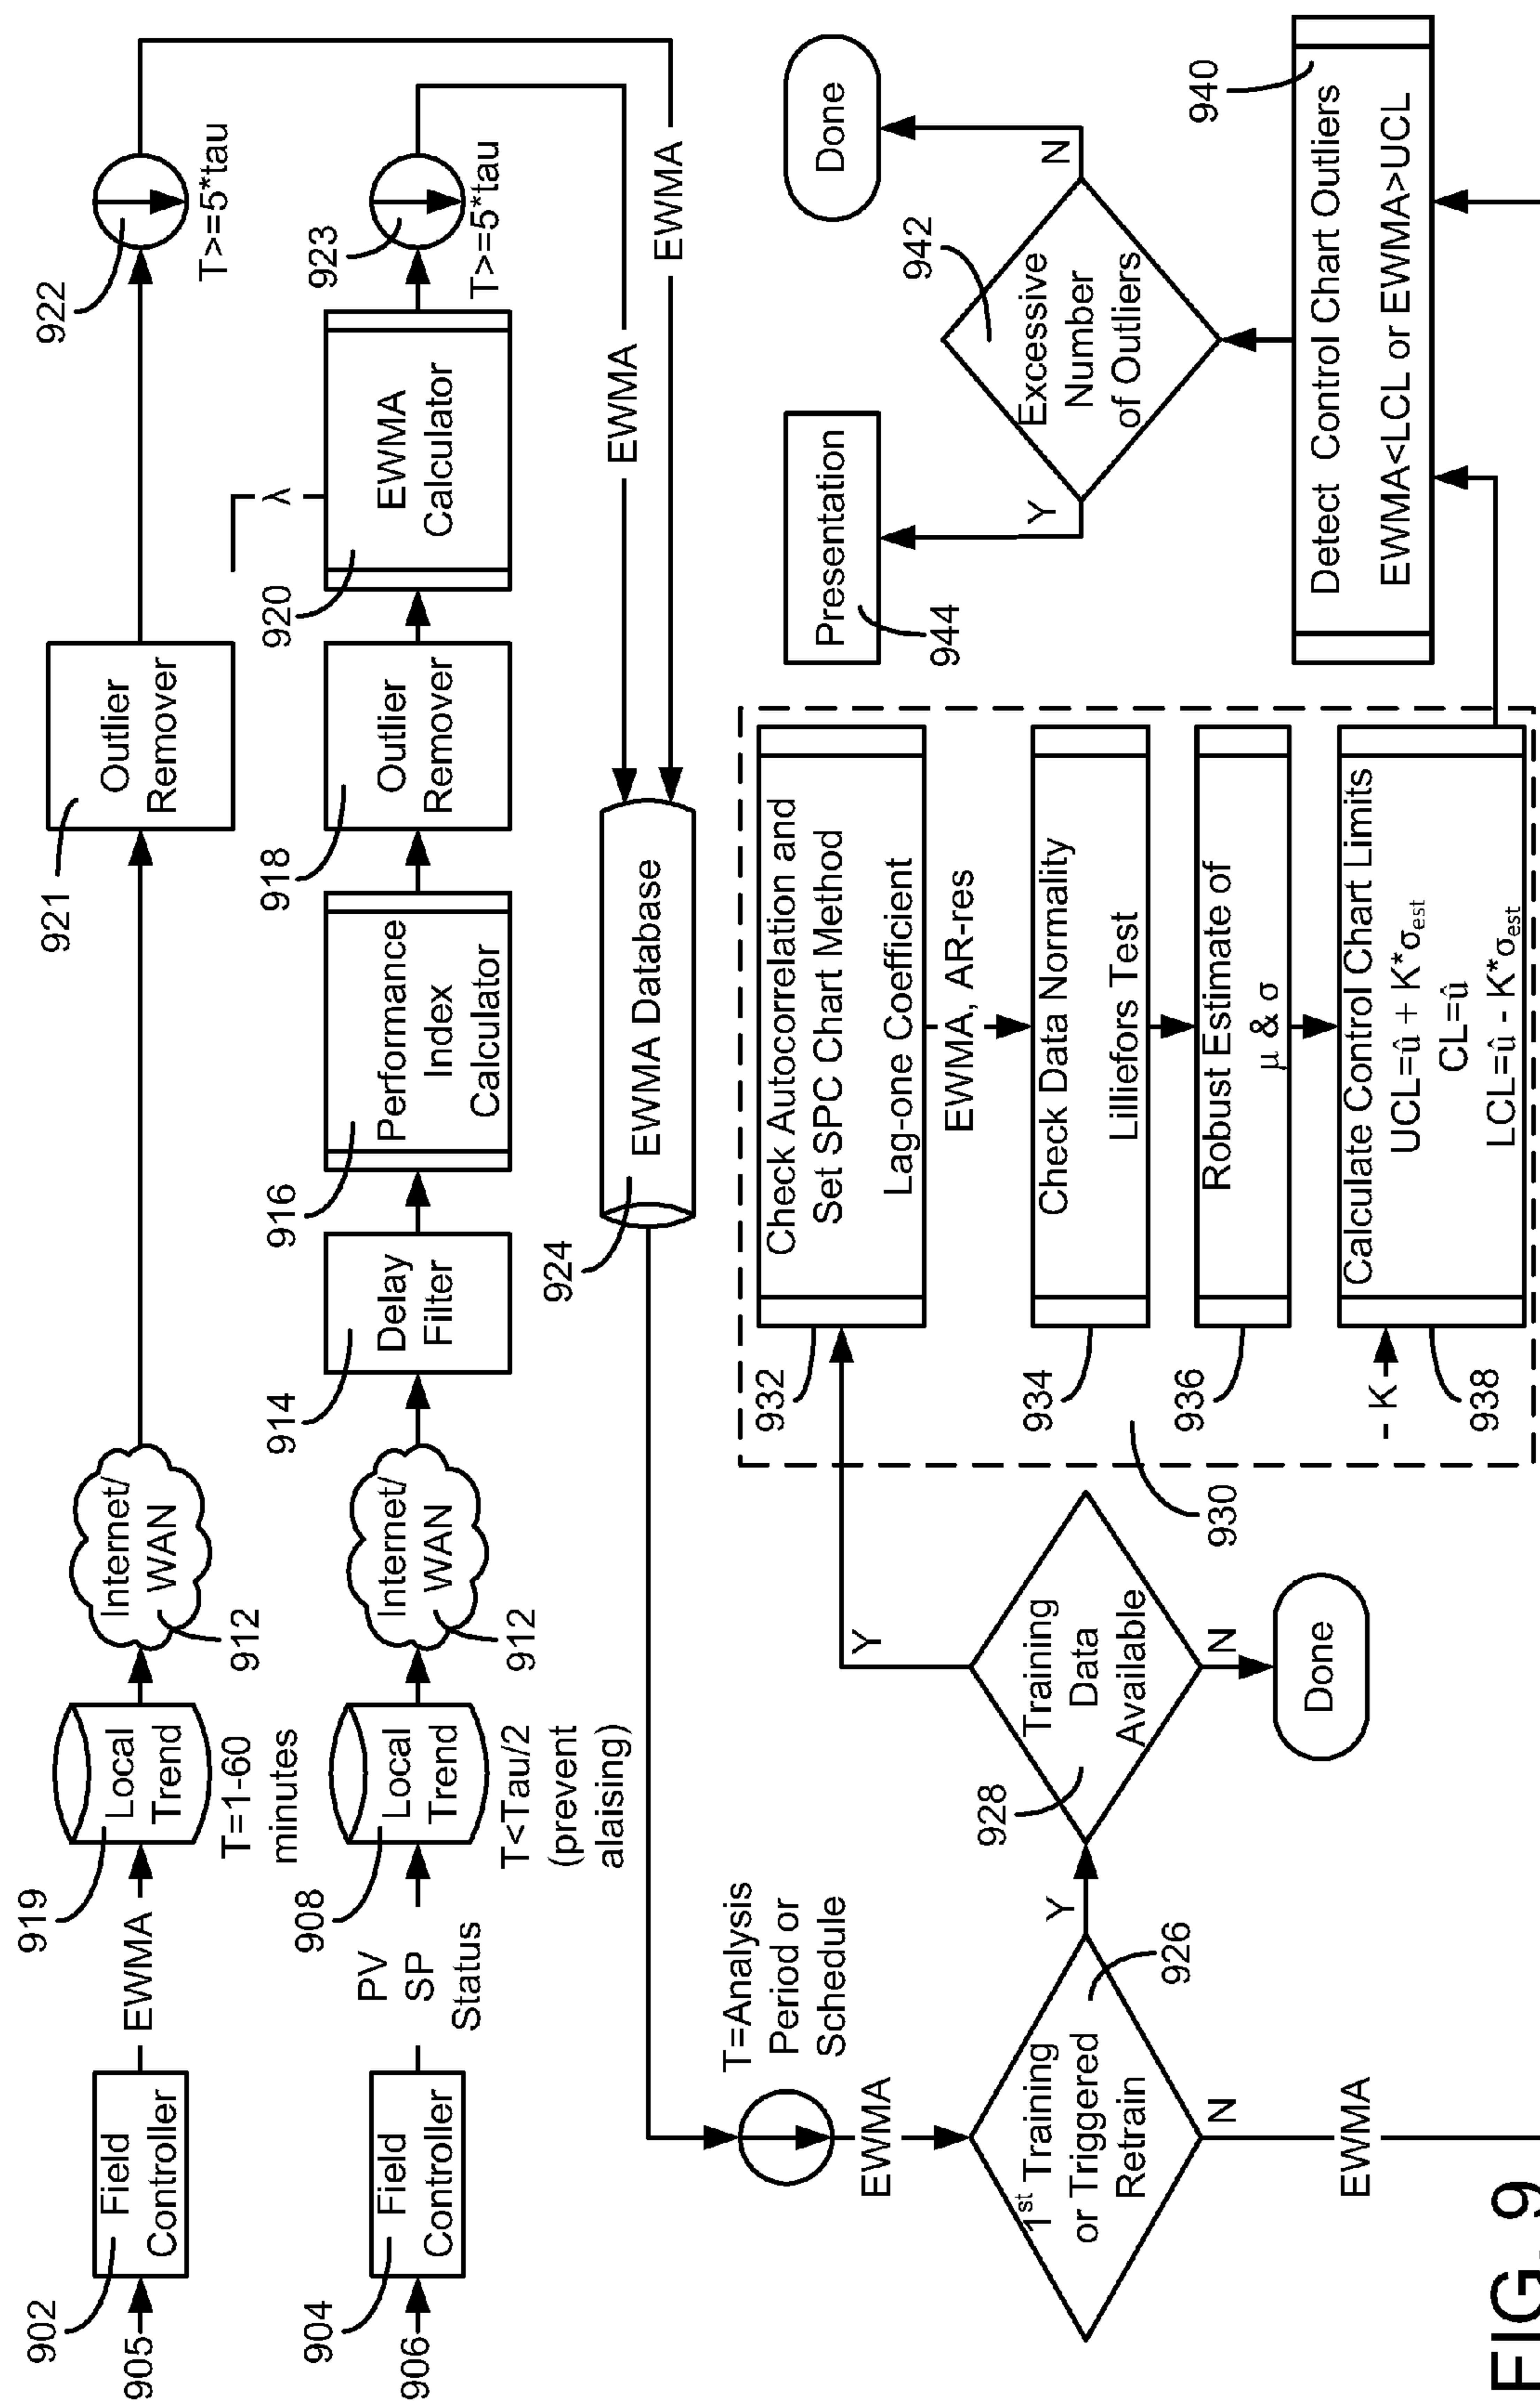 902
905
Field
Controller
EWMA
919
Local
Trend
T=1-60
minutes
Internet/
WAN
912
921
Outlier
Remover
922
T>=5*tau
904
906
Field
Controller
PV
SP
Status
908
Local
Trend
T<Tau/2
(prevent
alaising)
Internet/
WAN
912
914
Delay
Filter
916
Performance
Index
Calculator
918
Outlier
Remover
920
λ
EWMA
Calculator
923
T>=5*tau
EWMA
EWMA
924
EWMA Database
T=Analysis
Period or
Schedule
EWMA
1st Training
or Triggered
Retrain
926
Y
N
EWMA
928
Training
Data
Available
Y
N
Done
930
932
Check Autocorrelation and
Set SPC Chart Method
Lag-one Coefficient
EWMA, AR-res
934
Check Data Normality
Lilliefors Test
936
Robust Estimate of
μ & σ
K
938
Calculate Control Chart Limits
UCL=û + K*σest
CL=û
LCL=û - K*σest
940
Detect Control Chart Outliers
EWMA<LCL or EWMA>UCL
942
Excessive
Number
of Outliers
Y
N
Presentation
944
Done
FIG. 9